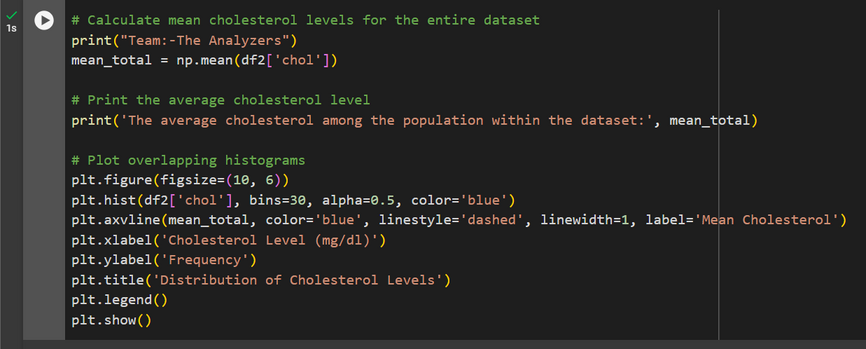 1s
# Calculate mean cholesterol levels for the entire dataset
print("Team:-The Analyzers")
mean_total = np.mean(df2['chol'])
# Print the average cholesterol level
print('The average cholesterol among the population within the dataset:', mean_total)
# Plot overlapping histograms
plt.figure(figsize=(10, 6))
plt.hist(df2['chol'], bins=30, alpha=0.5, color='blue')
plt.axvline(mean_total, color='blue', linestyle='dashed', linewidth=1, label='Mean Cholesterol')
plt.xlabel('Cholesterol Level (mg/dl)')
plt.ylabel('Frequency')
plt.title('Distribution of Cholesterol Levels')
plt.legend()
plt.show()